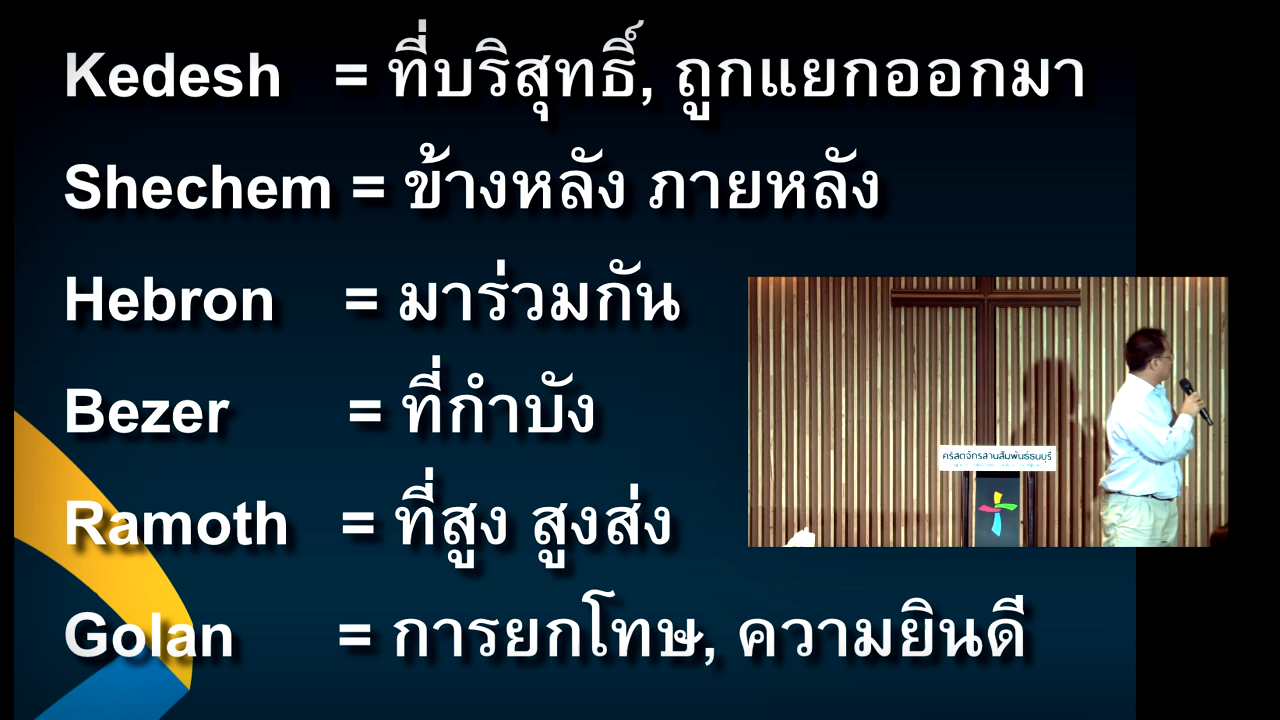 Kedesh = ที่บริสุทธิ์, ถูกแยกออกมา
Shechem = ข้างหลัง ภายหลัง
Hebron = มาร่วมกัน
Bezer = ที่กำบัง
Ramoth = ที่สูง สูงส่ง
Golan = การยกโทษ, ความยินดี
คริสตจักรสานสัมพันธ์ธนบุรี